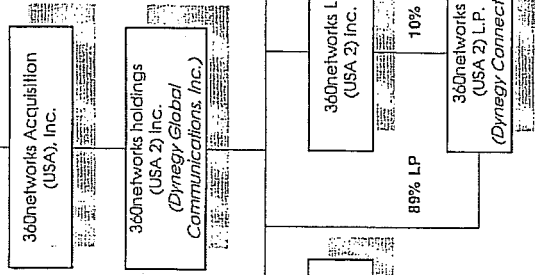 360networks Acquisition
(USA), Inc.
360networks holdings
(USA 2) Inc.
(Dynegy Global
Communications, Inc.)
360networks L
(USA 2) inc.
89% LP
10%
360networks
(USA 2) L.P.
(Dynegy Connect